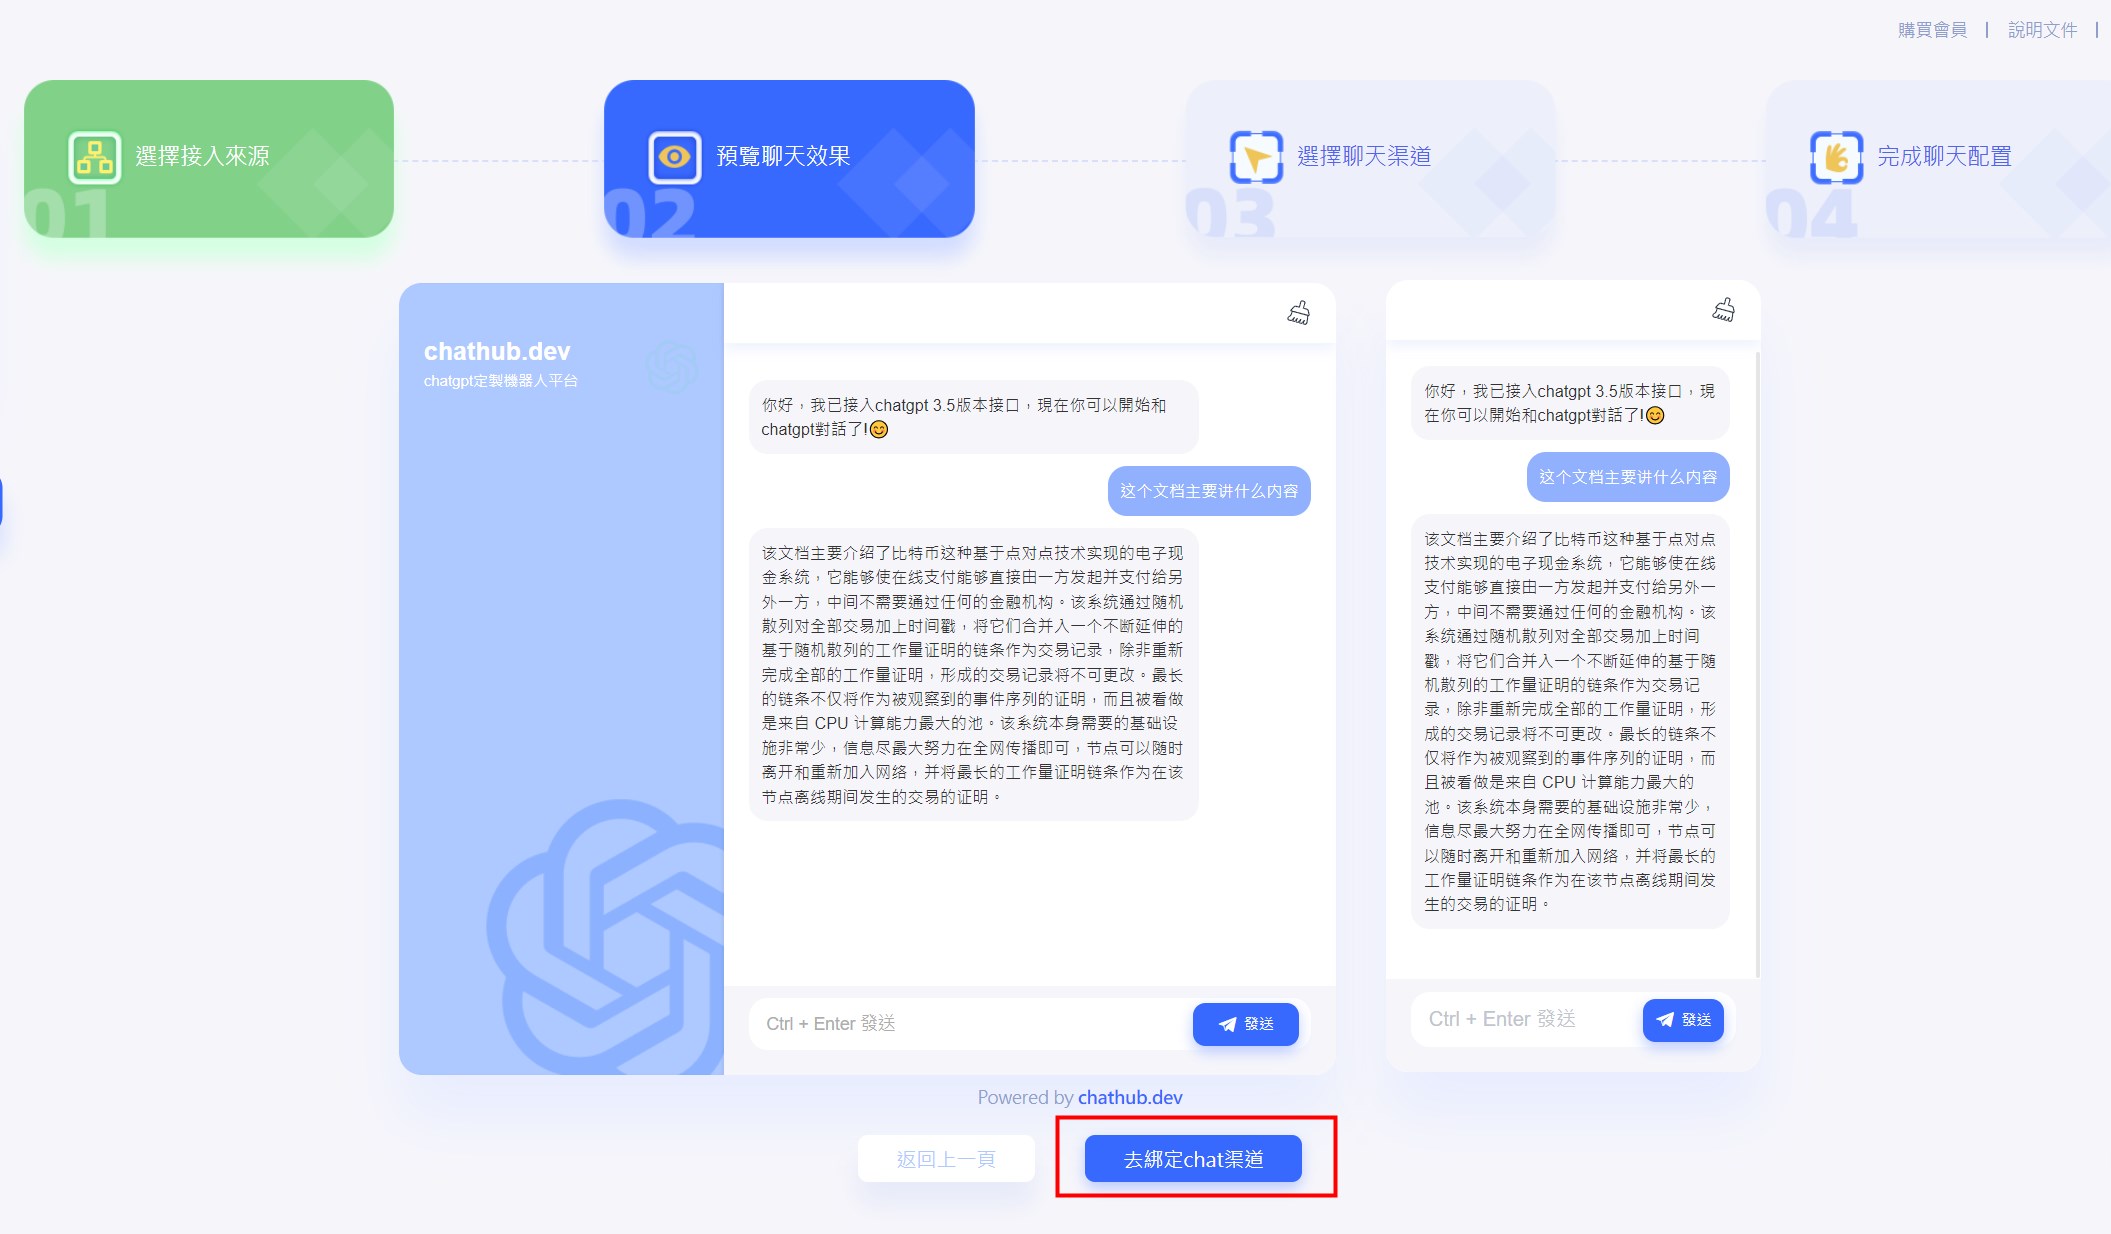 購買會員 | 說明文件 |
選擇接入來源
01
預覽聊天效果
02
選擇聊天渠道
03
完成聊天配置
04
chathub.dev
chatgpt定製機器人平台
你好，我已接入chatgpt 3.5版本接口，現在你可以開始和
chatgpt對話了!😊
这个文档主要讲什么内容
该文档主要介绍了比特币这种基于点对点技术实现的电子现
金系统，它能够使在线支付能够直接由一方发起并支付给另
外一方，中间不需要通过任何的金融机构。该系统通过随机
散列对全部交易加上时间戳，将它们合并入一个不断延伸的
基于随机散列的工作量证明的链条作为交易记录，除非重新
完成全部的工作量证明，形成的交易记录将不可更改。最长
的链条不仅将作为被观察到的事件序列的证明，而且被看做
是来自 CPU 计算能力最大的池。该系统本身需要的基础设
施非常少，信息尽最大努力在全网传播即可，节点可以随时
离开和重新加入网络，并将最长的工作量证明链条作为在该
节点离线期间发生的交易的证明。
Ctrl + Enter 發送
發送
你好，我已接入chatgpt 3.5版本接口，現
在你可以開始和chatgpt對話了!😊
这个文档主要讲什么内容
该文档主要介绍了比特币这种基于点对点
技术实现的电子现金系统，它能够使在线
支付能够直接由一方发起并支付给另外一
方，中间不需要通过任何的金融机构。该
系统通过随机散列对全部交易加上时间
戳，将它们合并入一个不断延伸的基于随
机散列的工作量证明的链条作为交易记
录，除非重新完成全部的工作量证明，形
成的交易记录将不可更改。最长的链条不
仅将作为被观察到的事件序列的证明，而
且被看做是来自 CPU 计算能力最大的
池。该系统本身需要的基础设施非常少，
信息尽最大努力在全网传播即可，节点可
以随时离开和重新加入网络，并将最长的
工作量证明链条作为在该节点离线期间发
生的交易的证明。
Ctrl + Enter 發送
發送
Powered by chathub.dev
返回上一頁
去綁定chat渠道